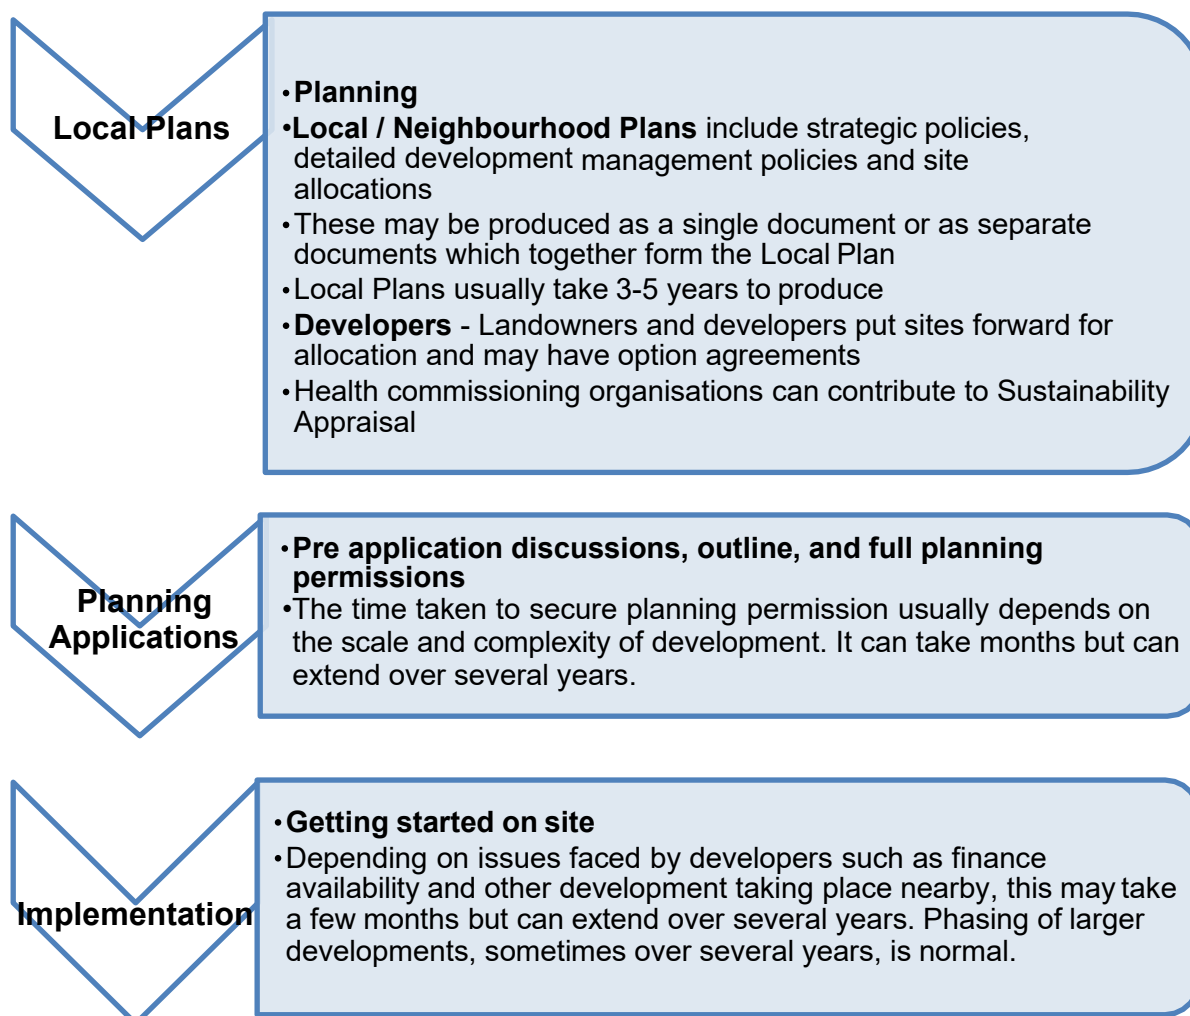 Local Plans
•Planning
•Local / Neighbourhood Plans include strategic policies,
detailed development management policies and site
allocations
•These may be produced as a single document or as separate
documents which together form the Local Plan
•Local Plans usually take 3-5 years to produce
•Developers - Landowners and developers put sites forward for
allocation and may have option agreements
•Health commissioning organisations can contribute to Sustainability
Appraisal
Planning
Applications
•Pre application discussions, outline, and full planning
permissions
•The time taken to secure planning permission usually depends on
the scale and complexity of development. It can take months but can
extend over several years.
Implementation
•Getting started on site
•Depending on issues faced by developers such as finance
availability and other development taking place nearby, this may take
a few months but can extend over several years. Phasing of larger
developments, sometimes over several years, is normal.